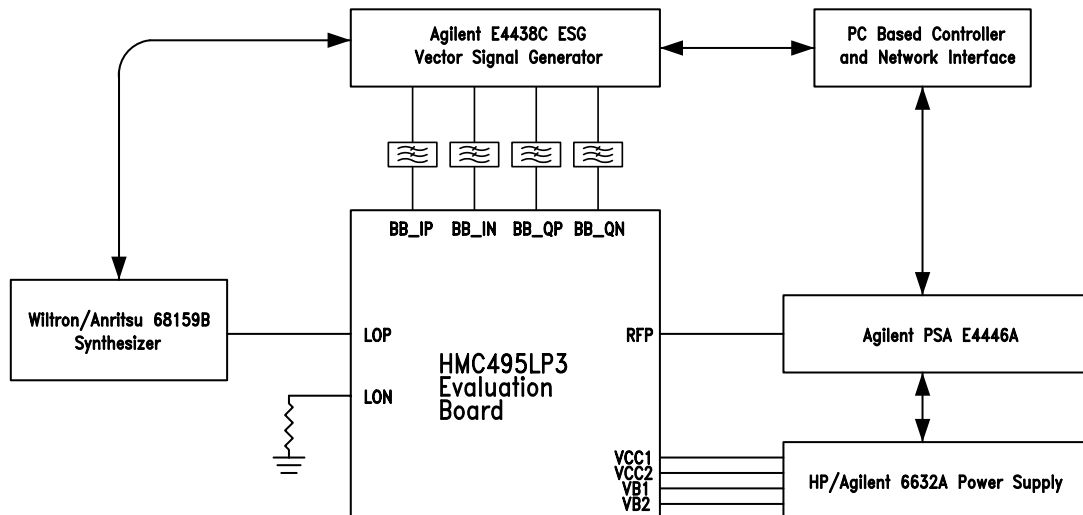 Agilent E4438C ESG
Vector Signal Generator
PC Based Controller
and Network Interface
BB_IP BB_IN BB_QP BB_QN
Wiltron/Anritsu 68159B
Synthesizer
LOP
LON
HMC495LP3
Evaluation
Board
RFP
Agilent PSA E4446A
VCC1
VCC2
VB1
VB2
HP/Agilent 6632A Power Supply